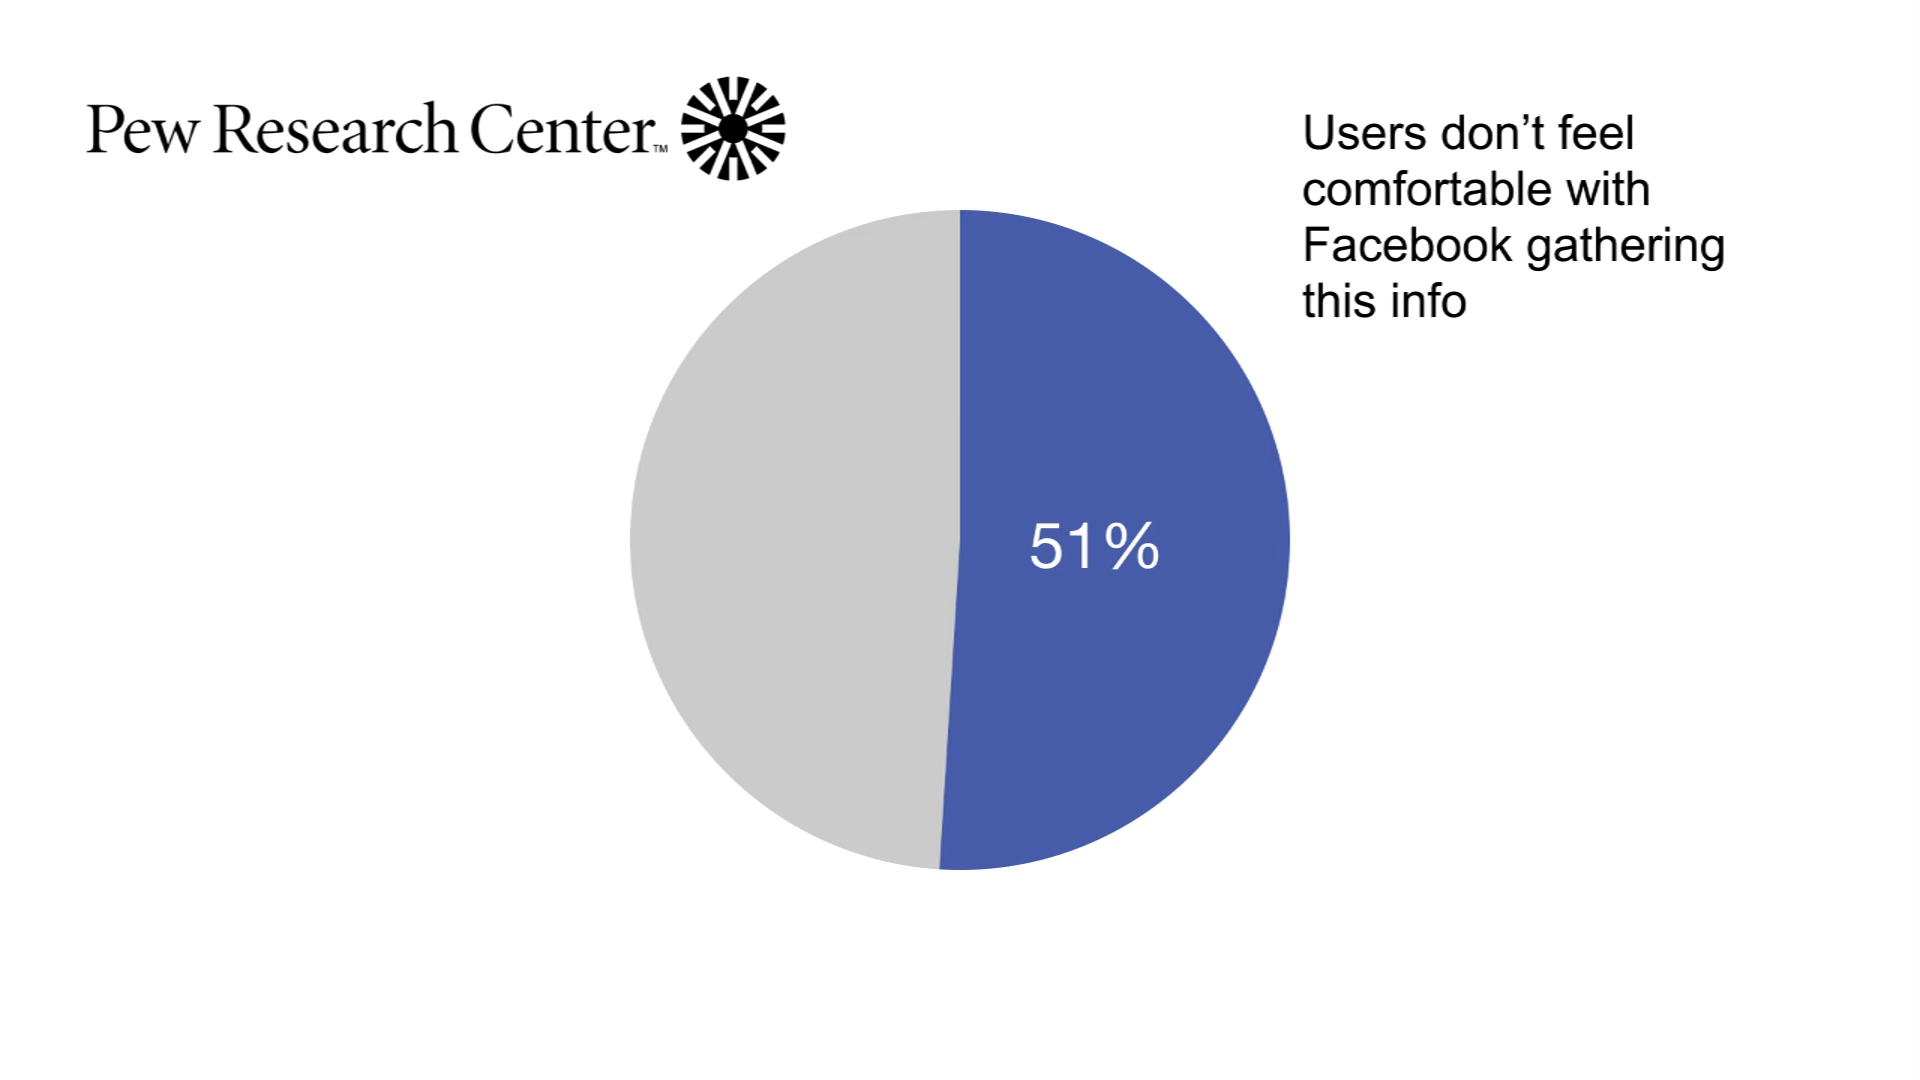 Pew Research Center™
Users don’t feel
comfortable with
Facebook gathering
this info
51%